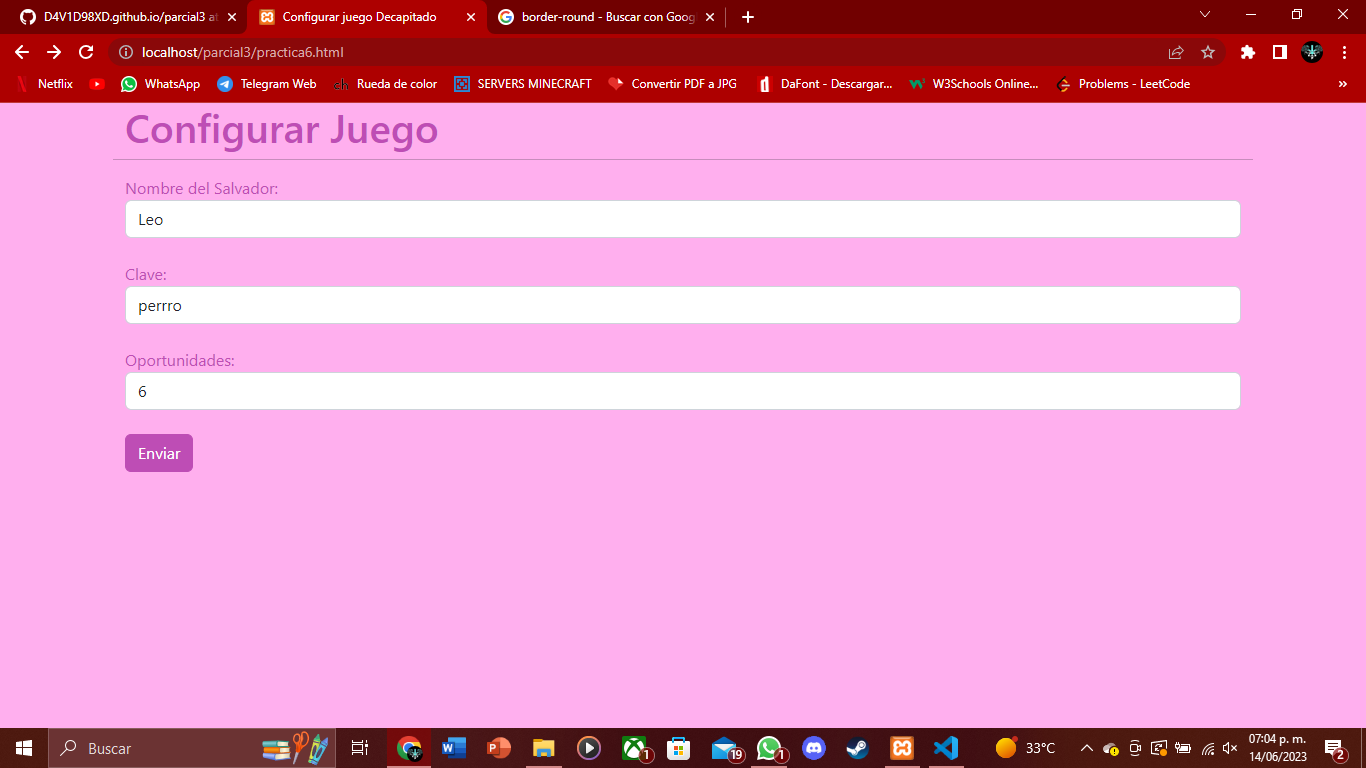 D4V1D98XD.github.io/parcial3 at
Configurar juego Decapitado
border-round - Buscar con Goog
localhost/parcial3/practica6.html
Netflix
WhatsApp
Telegram Web
ch
Rueda de color
SERVERS MINECRAFT
Convertir PDF a JPG
d
DaFont - Descargar...
W3Schools Online...
Problems - LeetCode
»
Configurar Juego
Nombre del Salvador:
Leo
Clave:
perrro
Oportunidades:
6
Enviar
Buscar
1
19
1
33°C
07:04 p. m.
14/06/2023
2